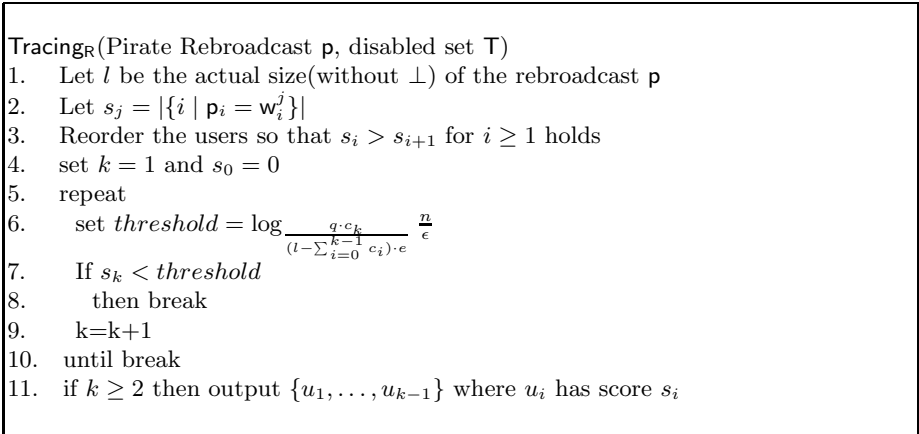 Tracing_R(Pirate Rebroadcast p, disabled set T)
1. Let l be the actual size(without ⊥) of the rebroadcast p
2. Let s_j = |{i | p_i = w_i^j}|
3. Reorder the users so that s_i > s_{i+1} for i ≥ 1 holds
4. set k = 1 and s_0 = 0
5. repeat
6. set threshold = log_{\frac{q·c_k}{(l−∑_{i=0}^{k−1} c_i)·e}} \frac{n}{ϵ}
7. If s_k < threshold
8. then break
9. k=k+1
10. until break
11. if k ≥ 2 then output {u_1, . . . , u_{k−1}} where u_i has score s_i